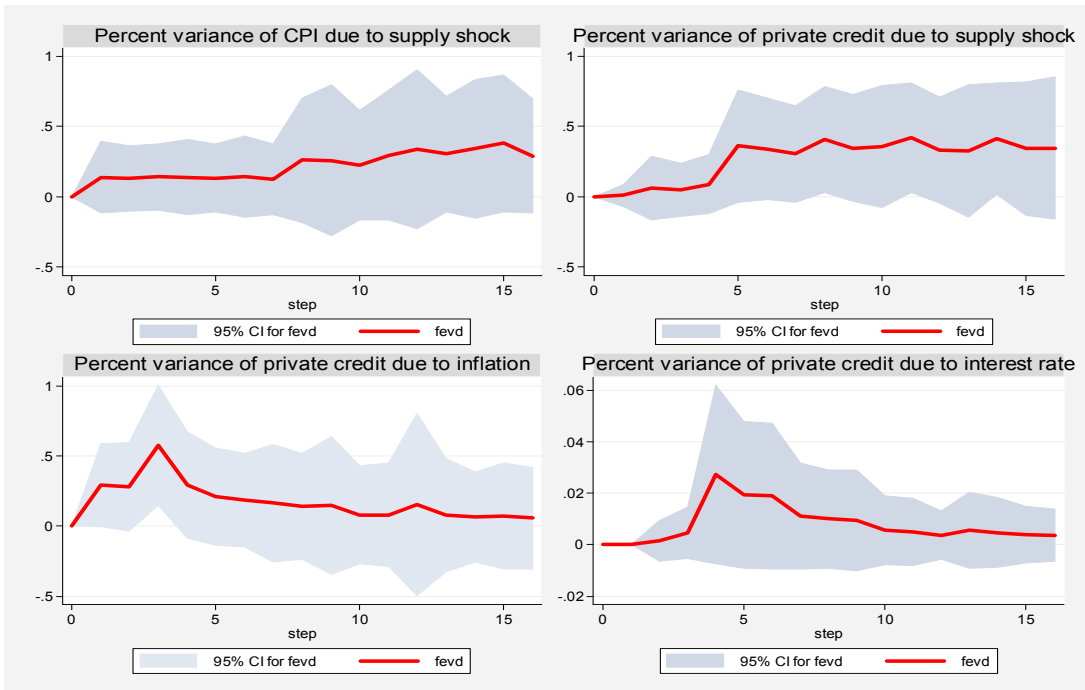 Percent variance of CPI due to supply shock
1
.5
0
-.5
0 5 10 15
step
95% CI for fevd fevd
Percent variance of private credit due to supply shock
1
.5
0
-.5
0 5 10 15
step
95% CI for fevd fevd
Percent variance of private credit due to inflation
1
.5
0
-.5
0 5 10 15
step
95% CI for fevd fevd
Percent variance of private credit due to interest rate
.06
.04
.02
0
-.02
0 5 10 15
step
95% CI for fevd fevd